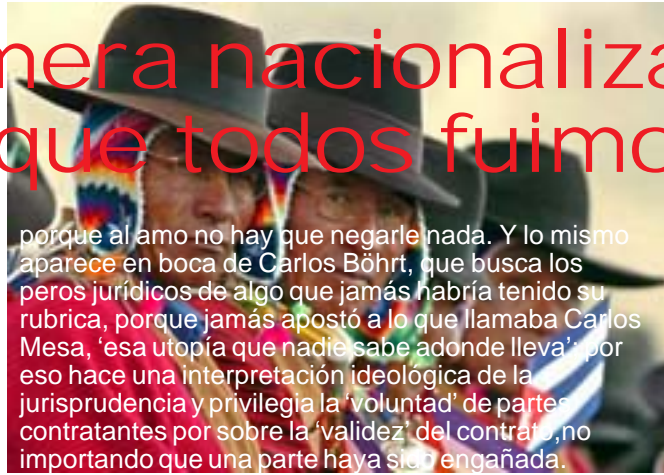 mera nacionaliza
que todos fuimo
porque al amo no hay que negarle nada. Y lo mismo
aparece en boca de Carlos Böhrt, que busca los
peros jurídicos de algo que jamás habría tenido su
rubrica, porque jamás apostó a lo que llamaba Carlos
Mesa, ‘esa utopía que nadie sabe adonde lleva’; por
eso hace una interpretación ideológica de la
jurisprudencia y privilegia la ‘voluntad’ de partes
contratantes por sobre la ‘validez’ del contrato,no
importando que una parte haya sido engañada.